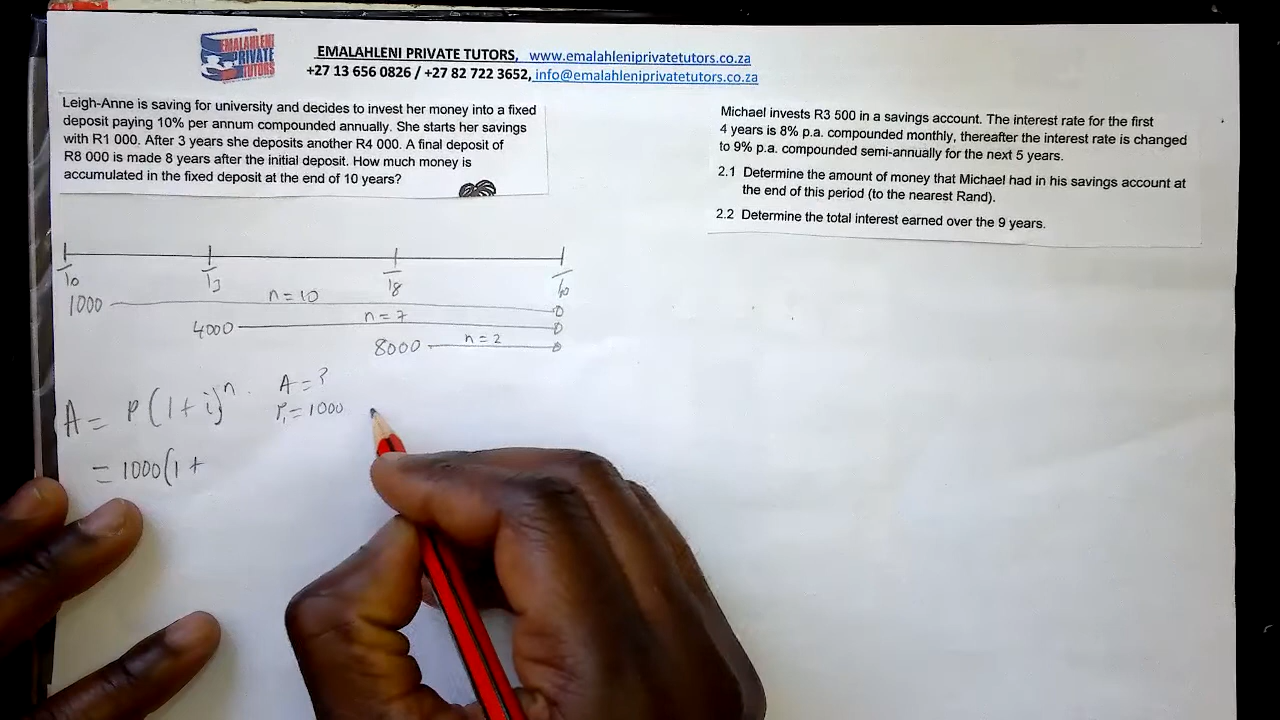 EMALAHLENI
PRIVATE
TUTORS
EMALAHLENI PRIVATE TUTORS, www.emalahleniprivatetutors.co.za
+27 13 656 0826 / +27 82 722 3652, info@emalahleniprivatetutors.co.za
Leigh-Anne is saving for university and decides to invest her money into a fixed
deposit paying 10% per annum compounded annually. She starts her savings
with R1 000. After 3 years she deposits another R4 000. A final deposit of
R8 000 is made 8 years after the initial deposit. How much money is
accumulated in the fixed deposit at the end of 10 years?
Michael invests R3 500 in a savings account. The interest rate for the first
4 years is 8% p.a. compounded monthly, thereafter the interest rate is changed
to 9% p.a. compounded semi-annually for the next 5 years.
2.1 Determine the amount of money that Michael had in his savings account at
the end of this period (to the nearest Rand).
2.2 Determine the total interest earned over the 9 years.
T0 T3 T8 T10
1000 n = 10
4000 n = 7
8000 n = 2
A = P(1 + i)^n
A = ?
P1 = 1000
= 1000(1 +